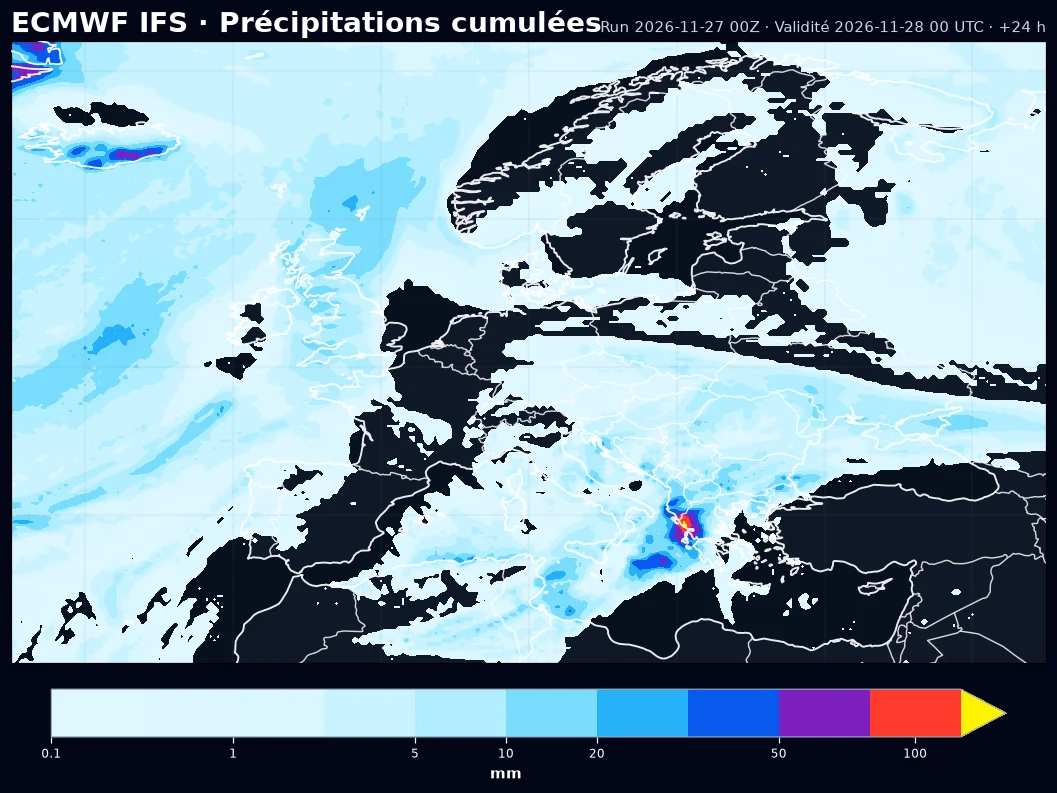 ECMWF IFS · Précipitations cumulées
Run 2026-11-27 00Z · Validité 2026-11-28 00 UTC · +24 h
0.1 1 5 10 20 50 100
mm